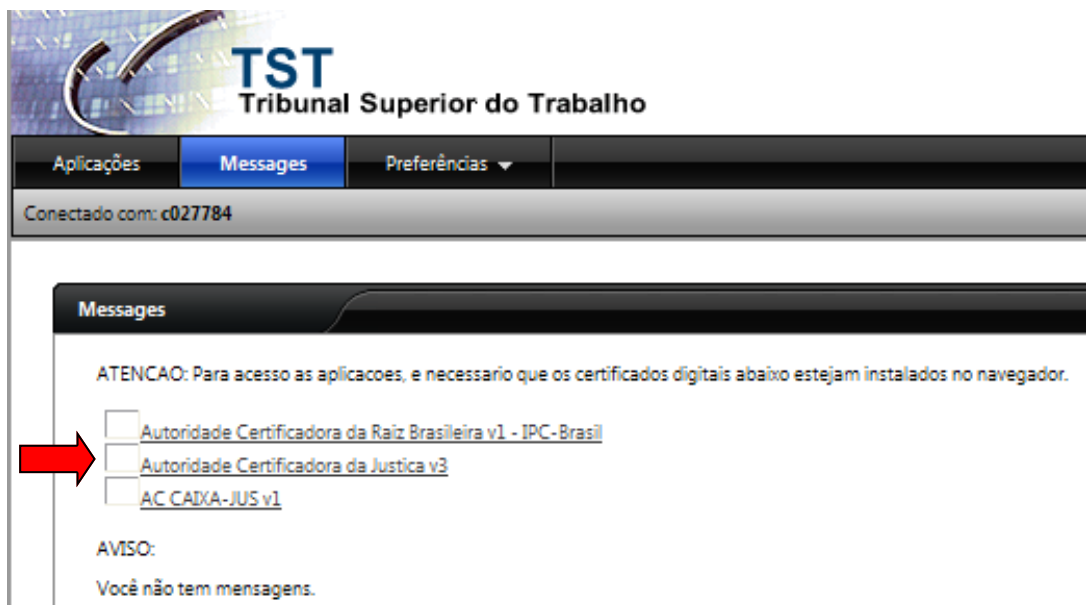 TST
Tribunal Superior do Trabalho
Aplicações Messages Preferências
Conectado com: c027784
Messages
ATENCAO: Para acesso as aplicacoes, e necessario que os certificados digitais abaixo estejam instalados no navegador.
Autoridade Certificadora da Raiz Brasileira v1 - IPC-Brasil
Autoridade Certificadora da Justica v3
AC CAIXA-JUS v1
AVISO:
Você não tem mensagens.